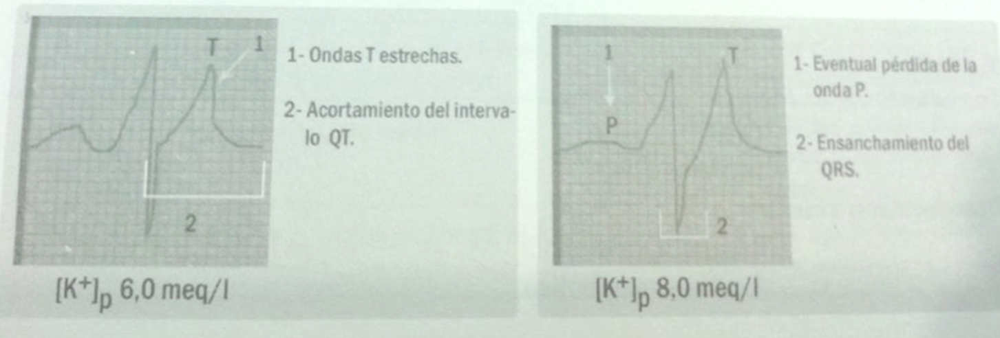 T 1
1- Ondas T estrechas.
2- Acortamiento del interva-
lo QT.
2
[K+]p 6,0 meq/l
1 T
P
1- Eventual pérdida de la
onda P.
2- Ensanchamiento del
QRS.
2
[K+]p 8,0 meq/l